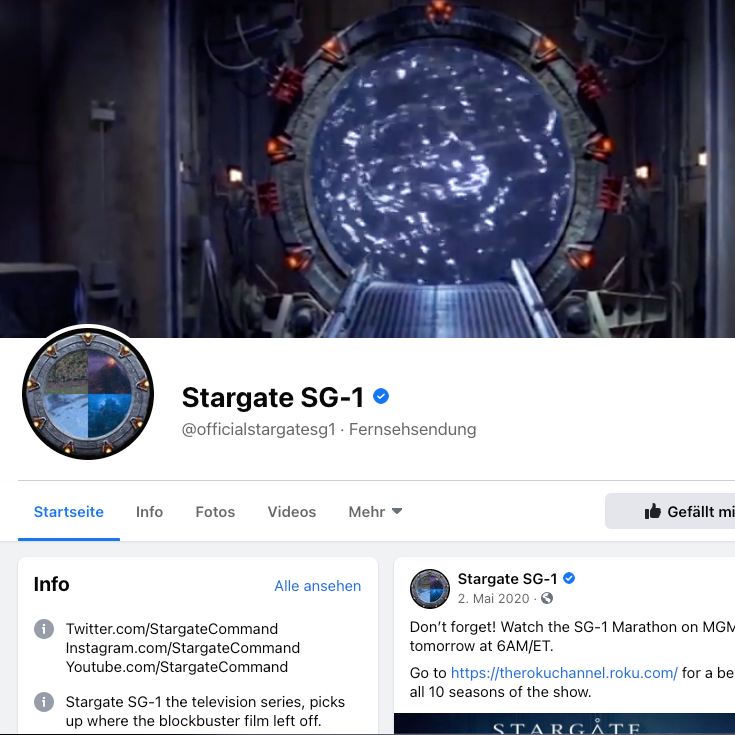 Stargate SG-1
@officialstargatesg1 · Fernsehsendung
Startseite
Info
Fotos
Videos
Mehr
Gefällt mi
Info
Alle ansehen
Twitter.com/StargateCommand
Instagram.com/StargateCommand
Youtube.com/StargateCommand
Stargate SG-1 the television series, picks
up where the blockbuster film left off.
Stargate SG-1
2. Mai 2020 ·
Don’t forget! Watch the SG-1 Marathon on MGM
tomorrow at 6AM/ET.
Go to https://therokuchannel.roku.com/ for a be
all 10 seasons of the show.
STARGATE